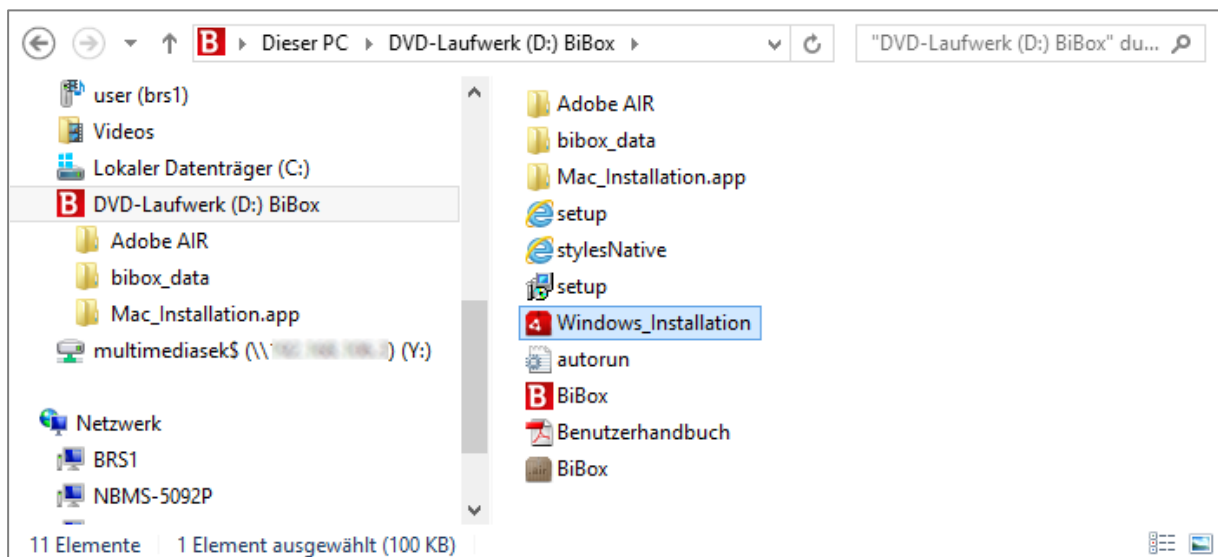 Dieser PC DVD-Laufwerk (D:) BiBox
"DVD-Laufwerk (D:) BiBox" du...
user (brs1)
Videos
Lokaler Datenträger (C:)
DVD-Laufwerk (D:) BiBox
Adobe AIR
bibox_data
Mac_Installation.app
multimediasek$ (\\ ) (Y:)
Netzwerk
BRS1
NBMS-5092P
Adobe AIR
bibox_data
Mac_Installation.app
setup
stylesNative
setup
Windows_Installation
autorun
BiBox
Benutzerhandbuch
BiBox
11 Elemente 1 Element ausgewählt (100 KB)